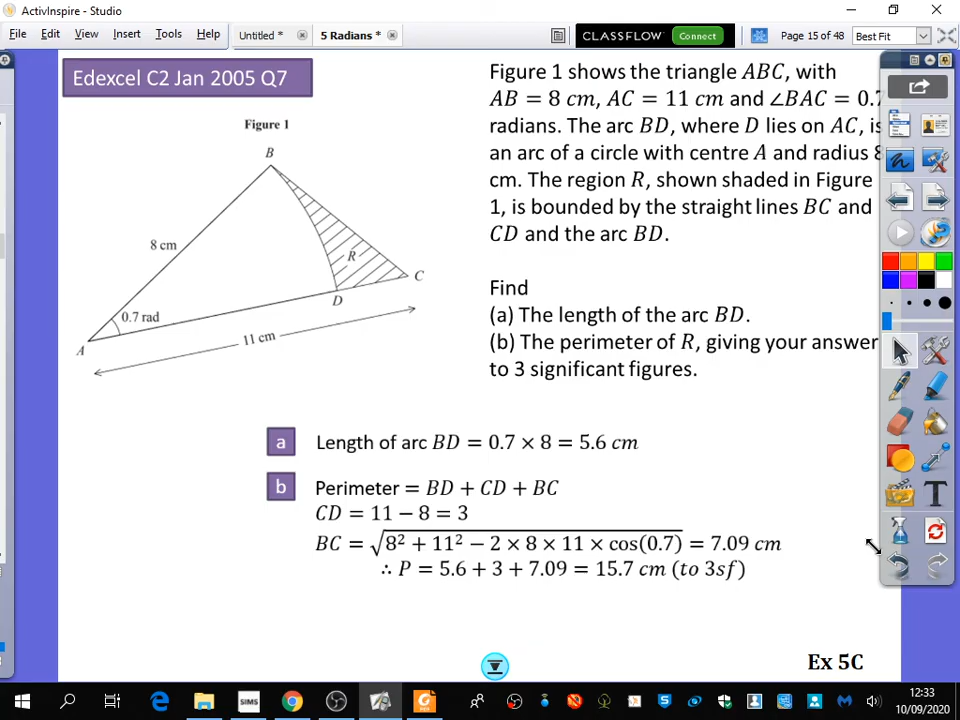 ActivInspire - Studio
File Edit View Insert Tools Help
Untitled *
5 Radians *
CLASSFLOW Connect
Page 15 of 48
Best Fit
Edexcel C2 Jan 2005 Q7
Figure 1
B
8 cm
R
C
D
0.7 rad
A
11 cm
Figure 1 shows the triangle ABC, with
AB = 8 cm, AC = 11 cm and ∠BAC = 0.7
radians. The arc BD, where D lies on AC, is
an arc of a circle with centre A and radius 8
cm. The region R, shown shaded in Figure
1, is bounded by the straight lines BC and
CD and the arc BD.
Find
(a) The length of the arc BD.
(b) The perimeter of R, giving your answer
to 3 significant figures.
a
Length of arc BD = 0.7 × 8 = 5.6 cm
b
Perimeter = BD + CD + BC
CD = 11 − 8 = 3
BC = √(8² + 11² − 2 × 8 × 11 × cos(0.7)) = 7.09 cm
∴ P = 5.6 + 3 + 7.09 = 15.7 cm (to 3sf)
Ex 5C
T
SIMS
12:33
10/09/2020